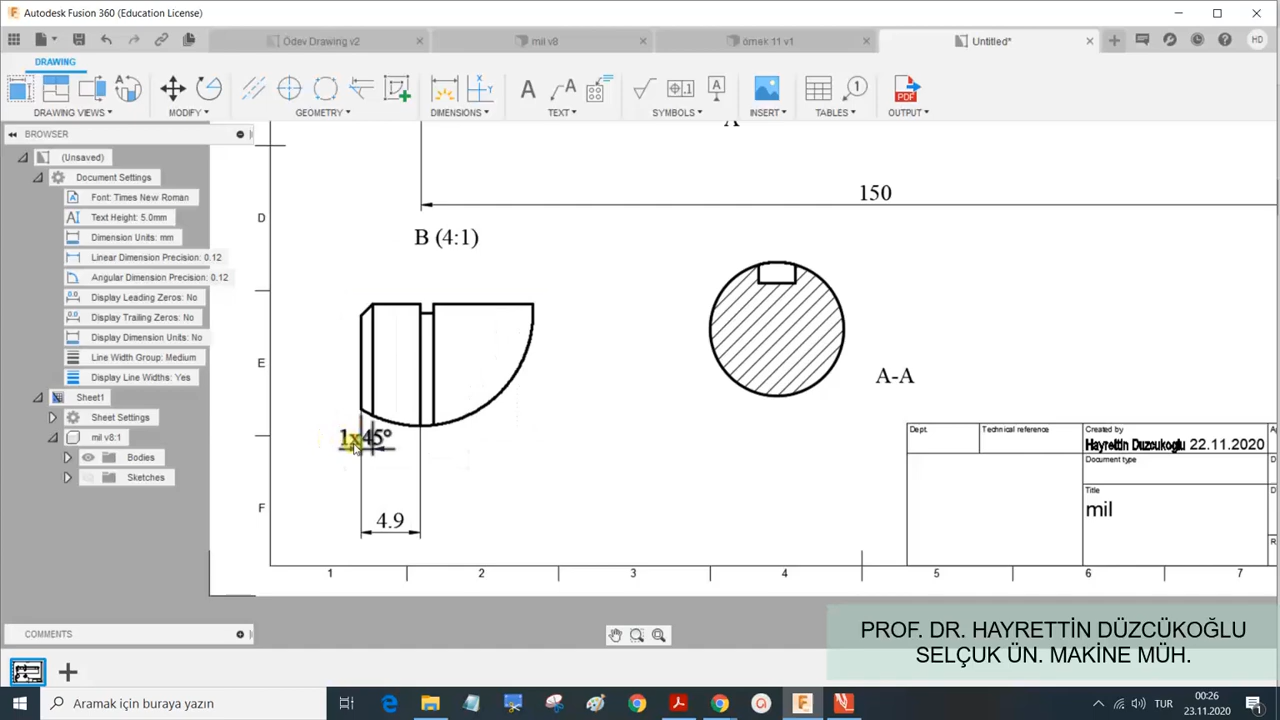 Autodesk Fusion 360 (Education License)
Ödev Drawing v2
mil v8
örnek 11 v1
Untitled*
HD
DRAWING
DRAWING VIEWS
MODIFY
GEOMETRY
DIMENSIONS
TEXT
SYMBOLS
INSERT
TABLES
OUTPUT
BROWSER
(Unsaved)
Document Settings
Font: Times New Roman
Text Height: 5.0mm
Dimension Units: mm
Linear Dimension Precision: 0.12
Angular Dimension Precision: 0.12
Display Leading Zeros: No
Display Trailing Zeros: No
Display Dimension Units: No
Line Width Group: Medium
Display Line Widths: Yes
Sheet1
Sheet Settings
mil v8:1
Bodies
Sketches
A
150
D
B (4:1)
E
A-A
1x45°
F
4.9
Dept.
Technical reference
Created by
Hayrettin Duzcukoglu 22.11.2020
Document type
Title
mil
1 2 3 4 5 6 7
COMMENTS
PROF. DR. HAYRETTİN DÜZCÜKOĞLU
SELÇUK ÜN. MAKİNE MÜH.
Aramak için buraya yazın
TUR
00:26
23.11.2020